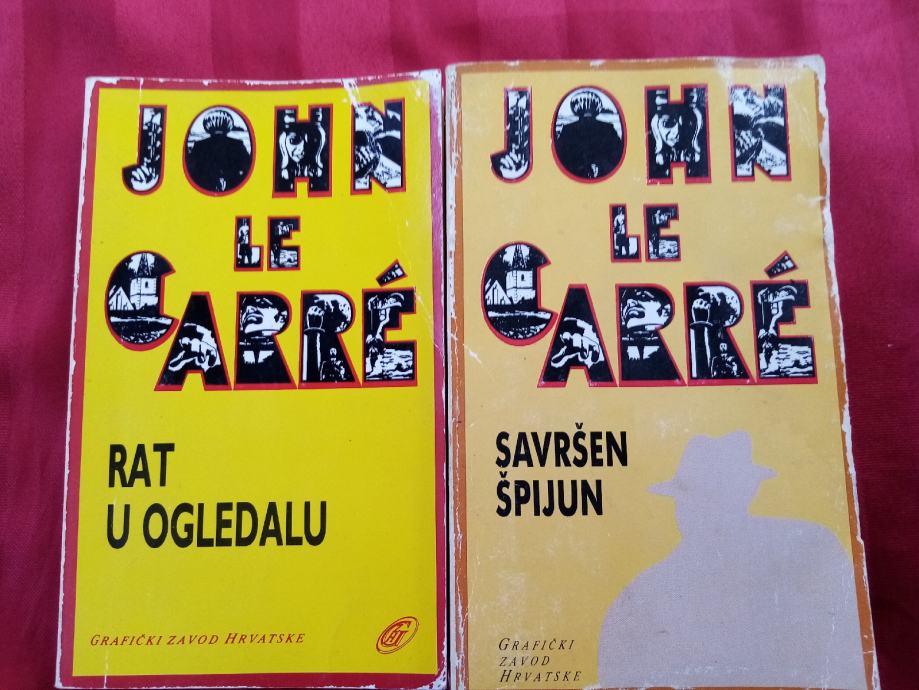 JOHN
LE
CARRÉ
RAT
U OGLEDALU
GRAFIČKI ZAVOD HRVATSKE
JOHN
LE
CARRÉ
SAVRŠEN
ŠPIJUN
GRAFIČKI
ZAVOD
HRVATSKE